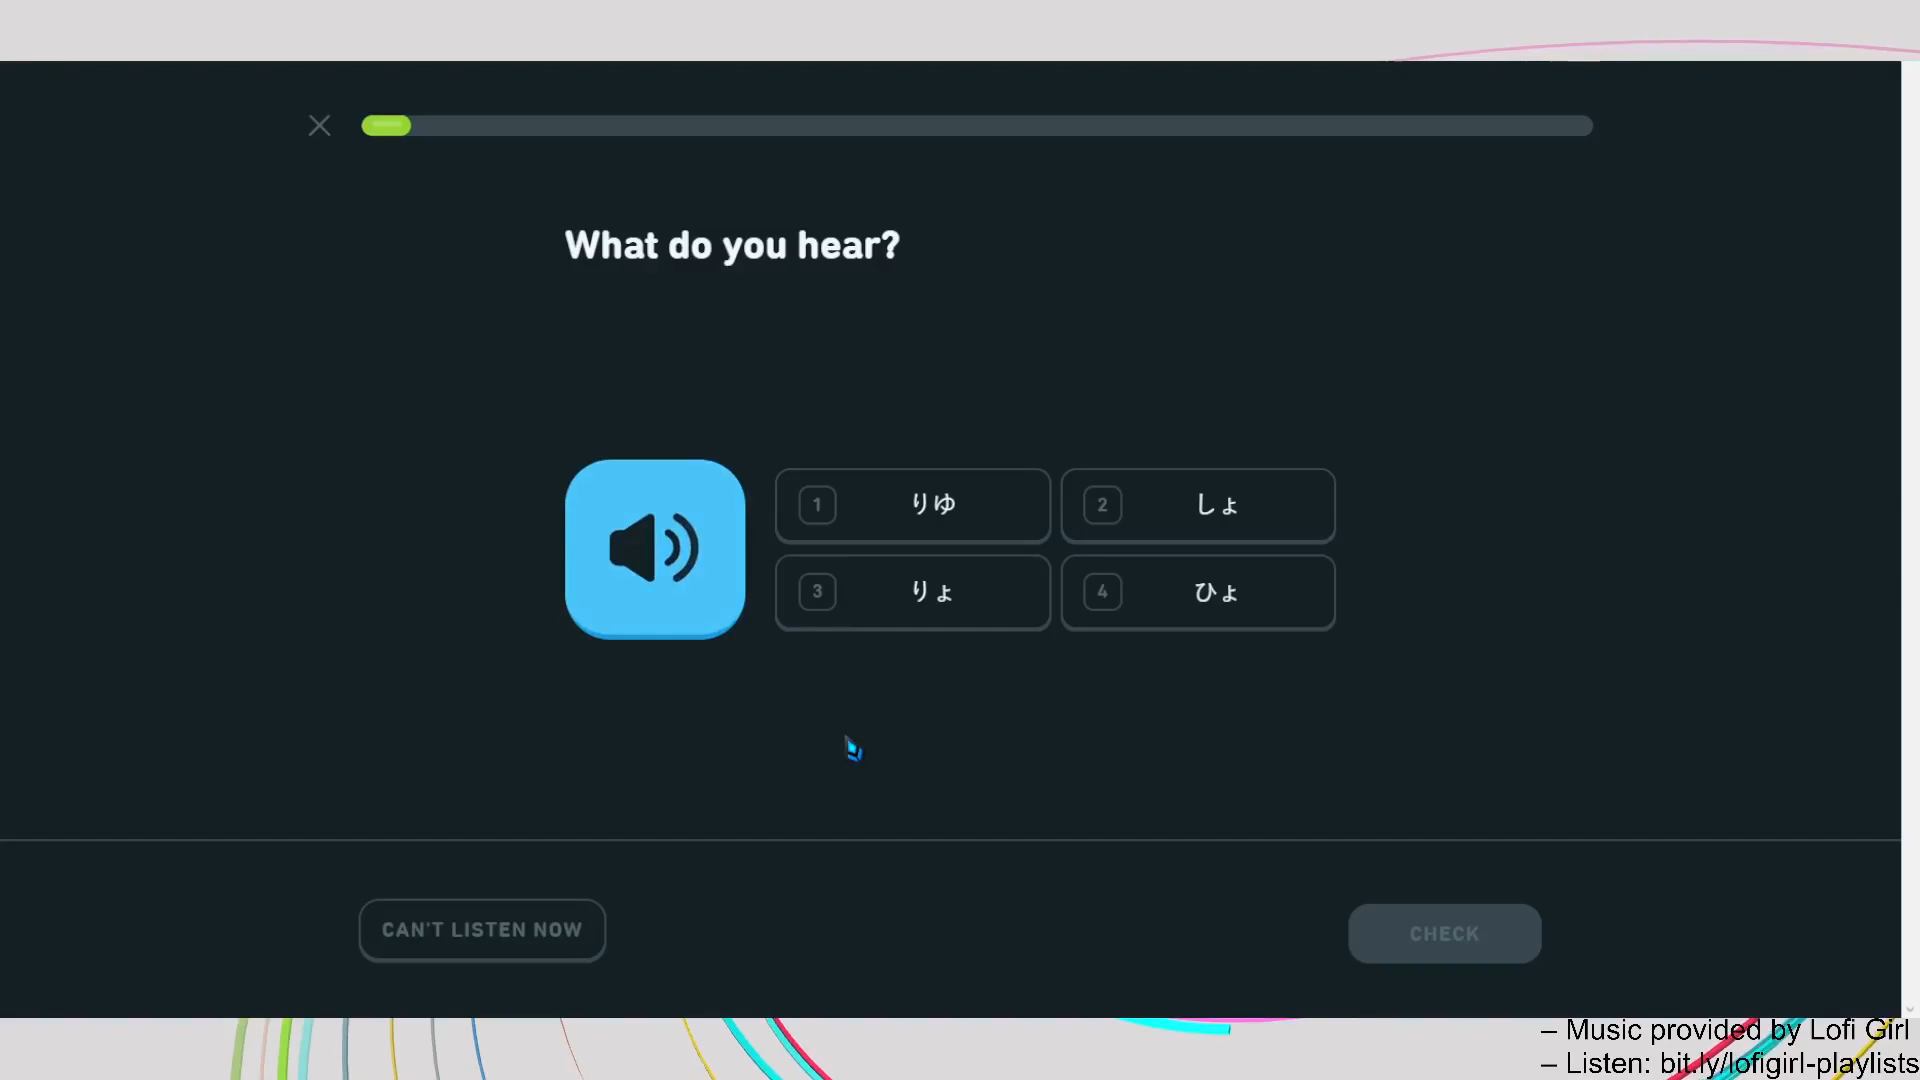 What do you hear?
1 りゆ
2 しょ
3 りょ
4 ひょ
CAN'T LISTEN NOW
CHECK
– Music provided by Lofi Girl
– Listen: bit.ly/lofigirl-playlists